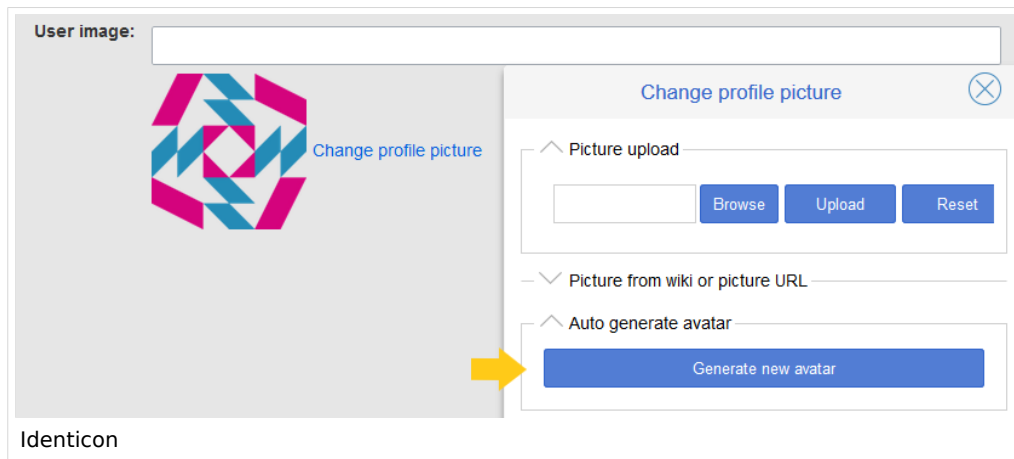 User image:
Change profile picture
Change profile picture
Picture upload
Browse Upload Reset
Picture from wiki or picture URL
Auto generate avatar
Generate new avatar
Identicon